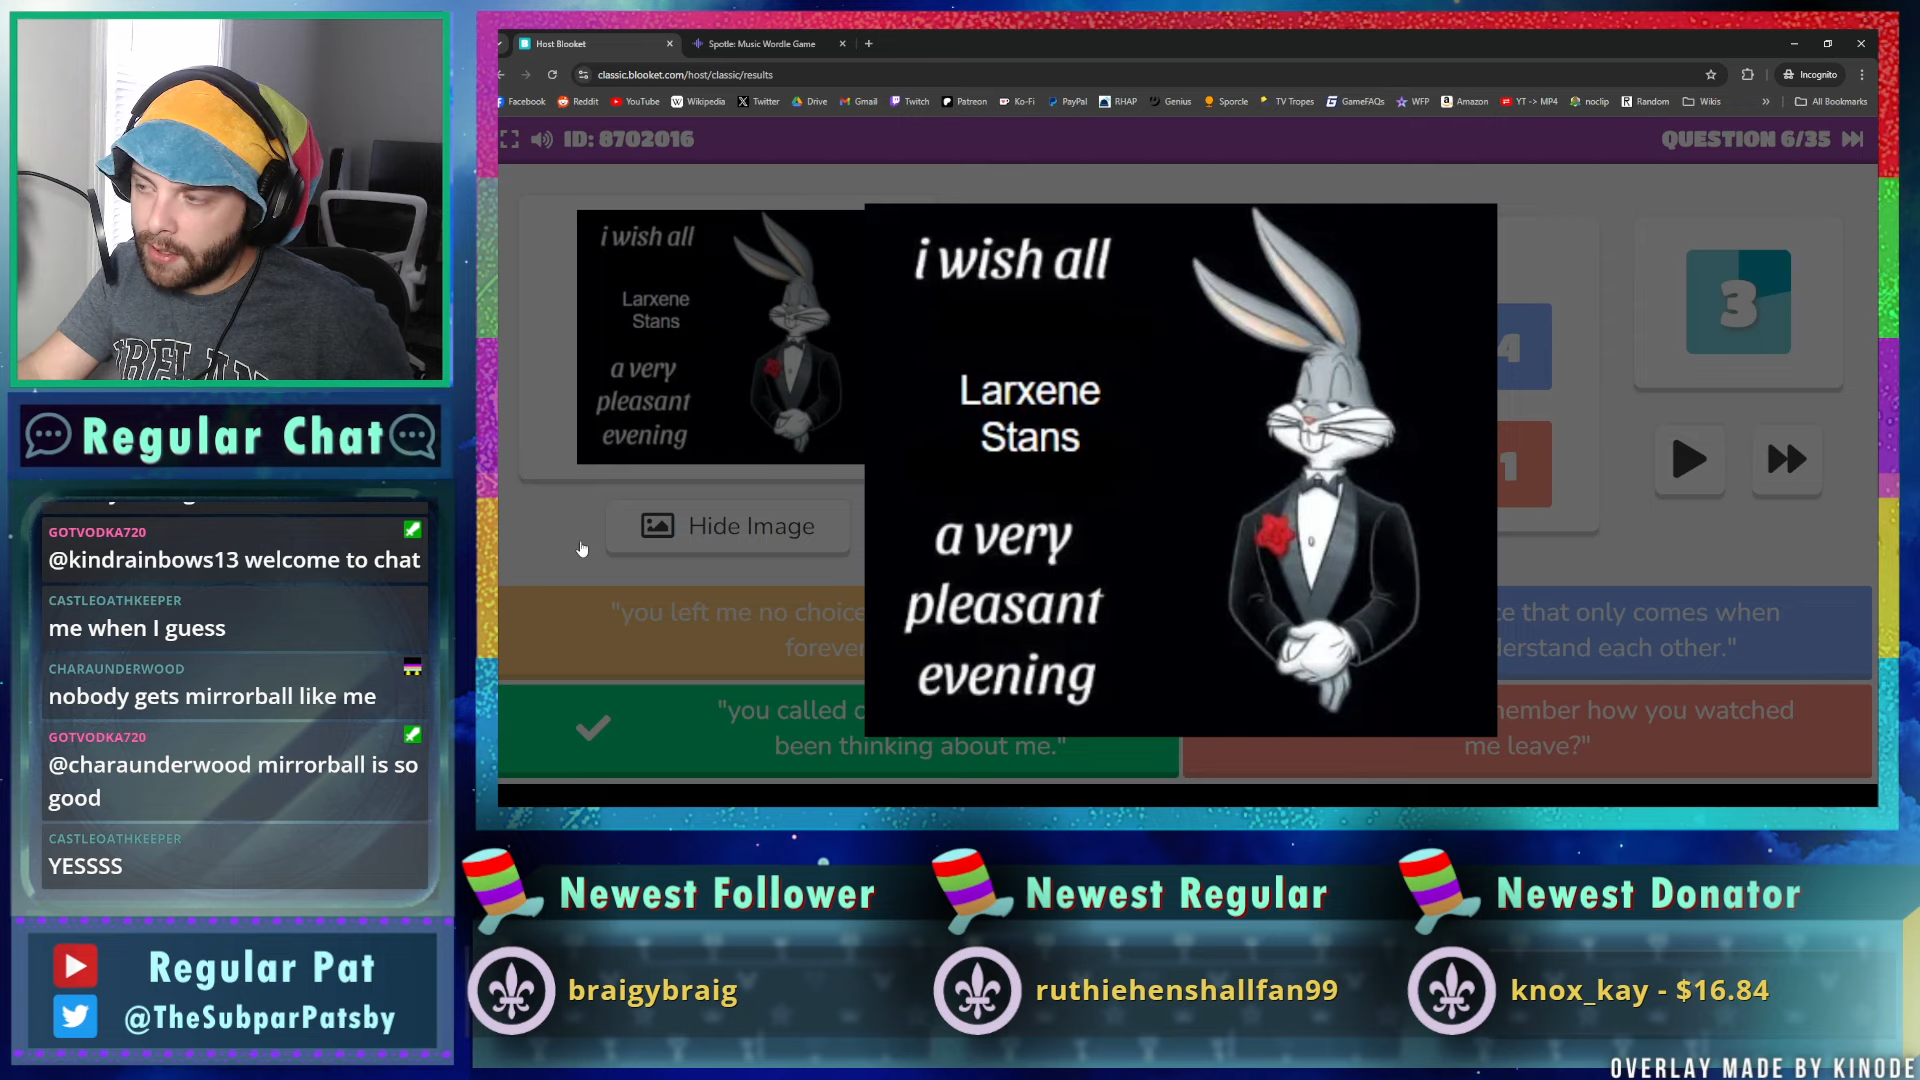 Host Blooket
Spotle: Music Wordle Game
classic.blooket.com/host/classic/results
Incognito
Facebook Reddit YouTube Wikipedia Twitter Drive Gmail Twitch Patreon Ko-Fi PayPal RHAP Genius Sporcle TV Tropes GameFAQs WFP Amazon YT -> MP4 noclip Random Wikis » All Bookmarks
ID: 8702016
QUESTION 6/35
i wish all
Larxene
Stans
a very
pleasant
evening
i wish all
Larxene
Stans
a very
pleasant
evening
4
1
3
Hide Image
"you left me no choice
forever
that only comes when
each other."
"you called
been thinking about me."
how you watched
me leave?"
Regular Chat
GOTVODKA720
@kindrainbows13 welcome to chat
CASTLEOATHKEEPER
me when I guess
CHARAUNDERWOOD
nobody gets mirrorball like me
GOTVODKA720
@charaunderwood mirrorball is so
good
CASTLEOATHKEEPER
YESSSS
Regular Pat
@TheSubparPatsby
Newest Follower
braigybraig
Newest Regular
ruthiehenshallfan99
Newest Donator
knox_kay - $16.84
OVERLAY MADE BY KINODE